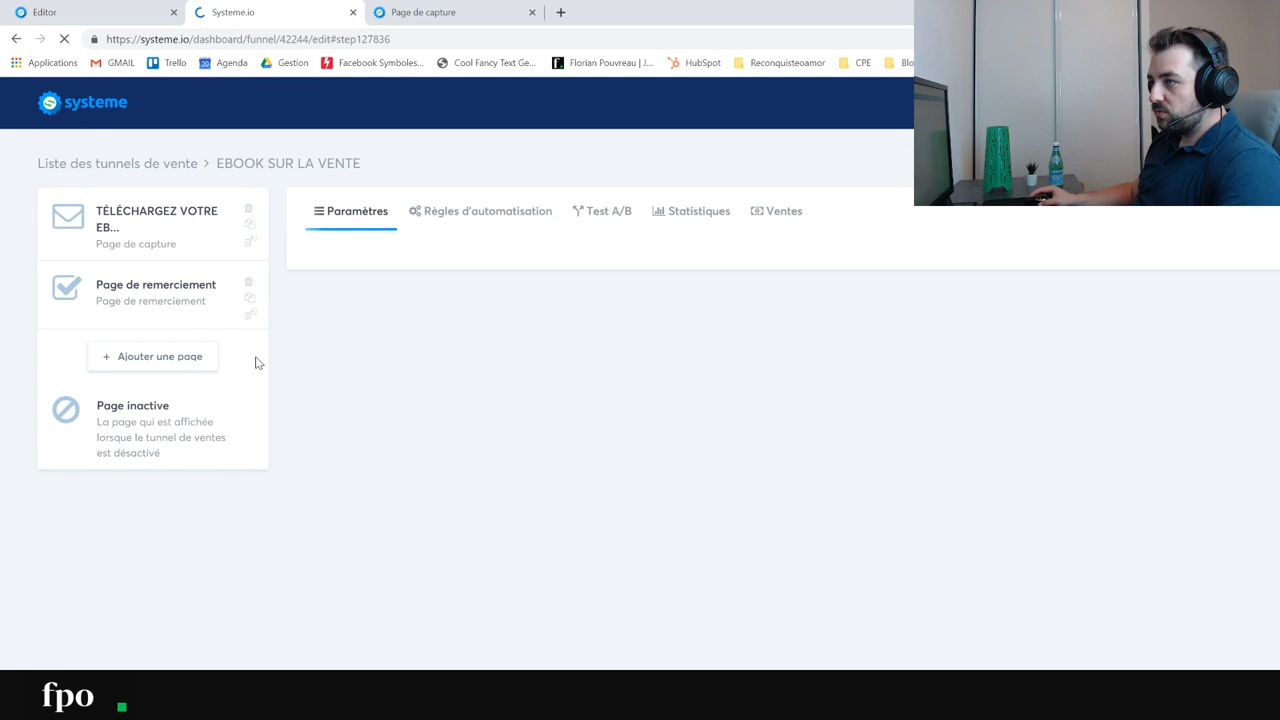 Editor
Systeme.io
Page de capture
https://systeme.io/dashboard/funnel/42244/edit#step127836
Applications
GMAIL
Trello
Agenda
Gestion
Facebook Symboles...
Cool Fancy Text Ge...
Florian Pouvreau | J...
HubSpot
Reconquisteoamor
CPE
Blo
systeme
Liste des tunnels de vente > EBOOK SUR LA VENTE
TÉLÉCHARGEZ VOTRE
EB...
Page de capture
Page de remerciement
Page de remerciement
+ Ajouter une page
Page inactive
La page qui est affichée
lorsque le tunnel de ventes
est désactivé
Paramètres
Règles d'automatisation
Test A/B
Statistiques
Ventes
fpo